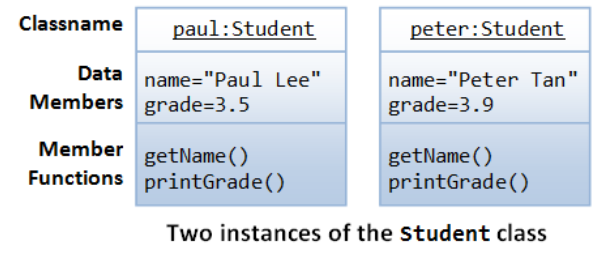 Classname
paul:Student
peter:Student
Data
Members
name="Paul Lee"
grade=3.5
name="Peter Tan"
grade=3.9
Member
Functions
getName()
printGrade()
getName()
printGrade()
Two instances of the Student class